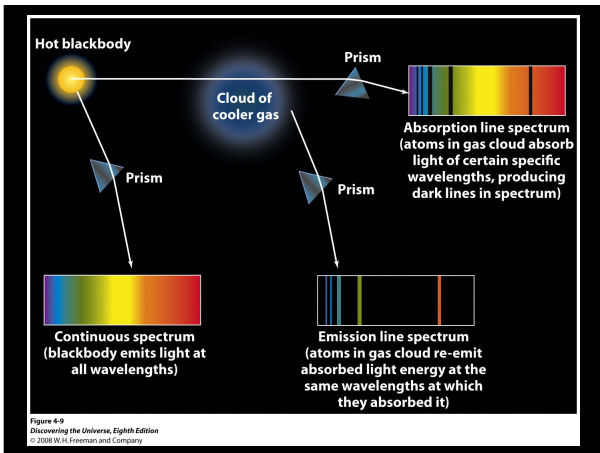 Hot blackbody
Prism
Cloud of
cooler gas
Absorption line spectrum
(atoms in gas cloud absorb
light of certain specific
wavelengths, producing
dark lines in spectrum)
Prism
Prism
Continuous spectrum
(blackbody emits light at
all wavelengths)
Emission line spectrum
(atoms in gas cloud re-emit
absorbed light energy at the
same wavelengths at which
they absorbed it)
Figure 4-9
Discovering the Universe, Eighth Edition
© 2008 W. H. Freeman and Company